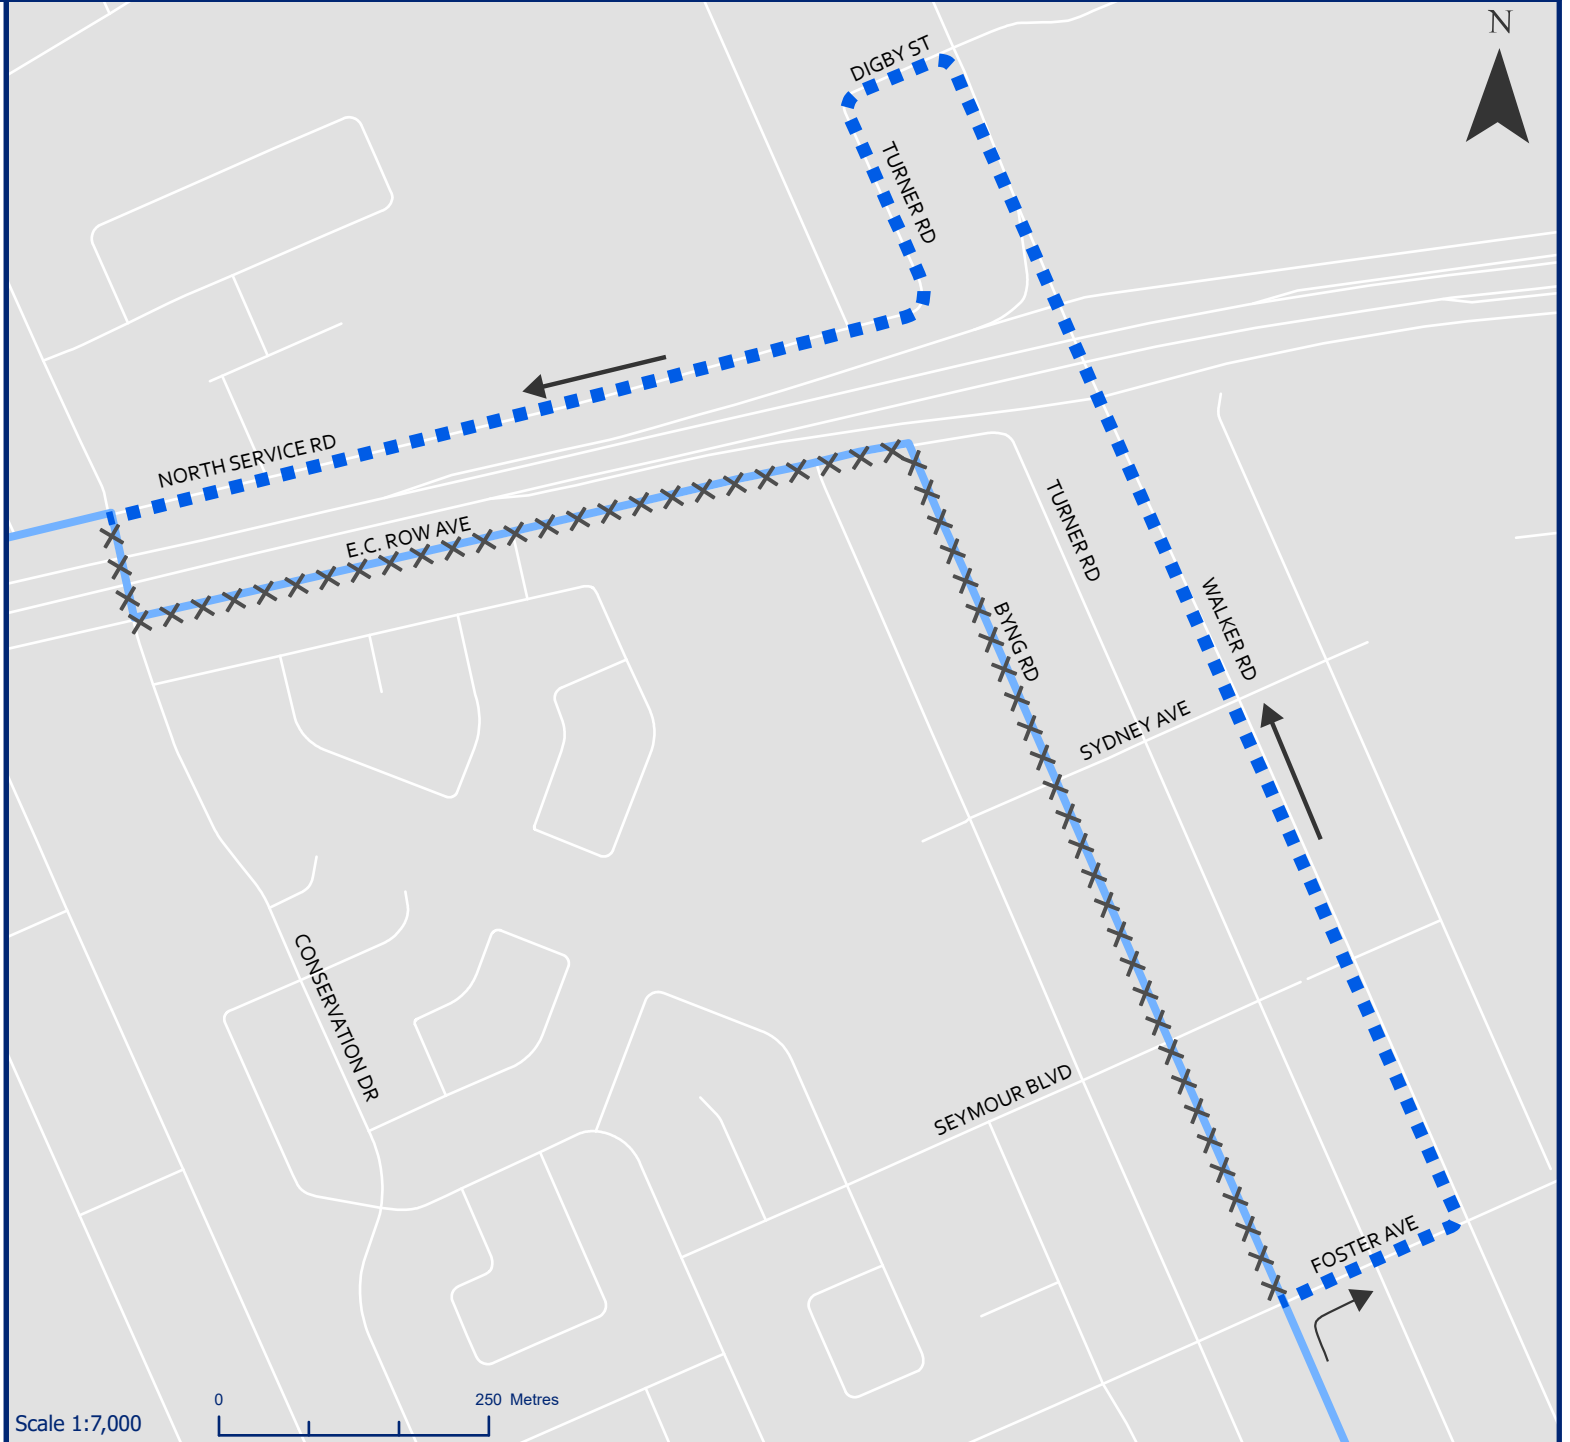 N
DIGBY ST
TURNER RD
NORTH SERVICE RD
E.C. ROW AVE
TURNER RD
BYNG RD
WALKER RD
SYDNEY AVE
CONSERVATION DR
SEYMOUR BLVD
FOSTER AVE
0 250 Metres
Scale 1:7,000